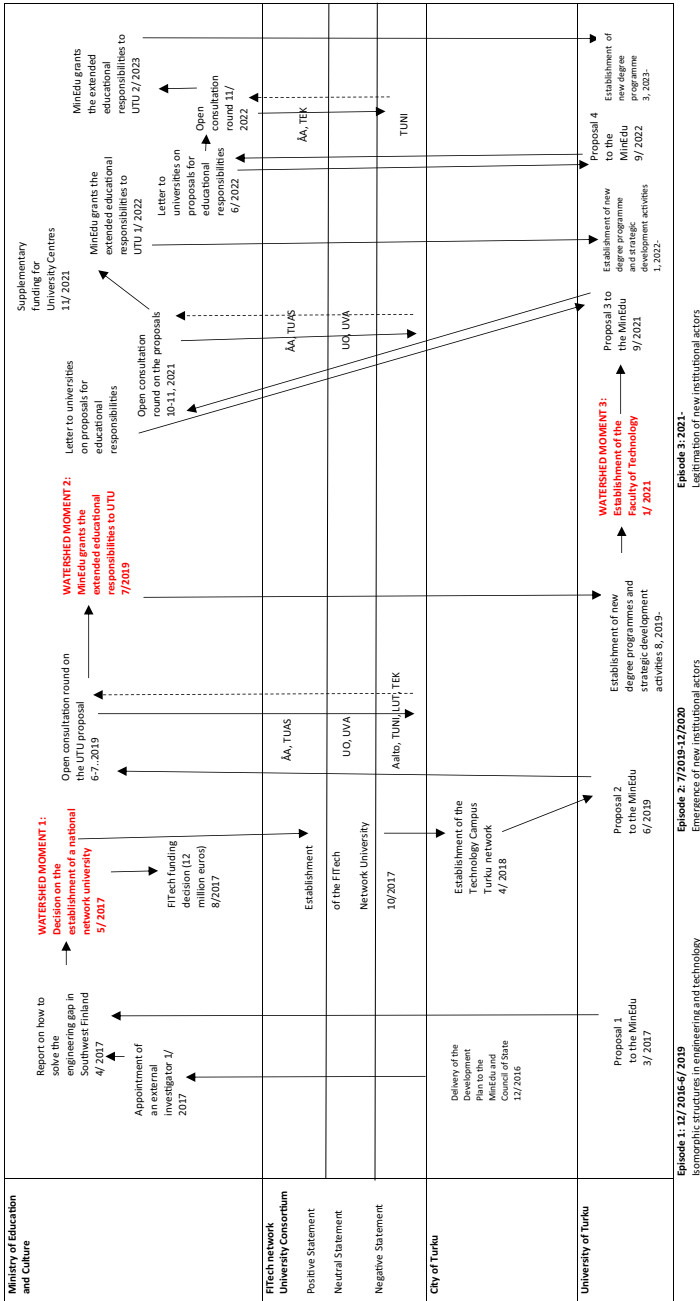 Ministry of Education
and Culture
Report on how to
solve the
engineering gap in
Southwest Finland
4/ 2017
Appointment of
an external
investigator 1/
2017
WATERSHED MOMENT 1:
Decision on the
establishment of a national
network university
5/ 2017
FITech funding
decision (12
million euros)
8/2017
Open consultation round on
the UTU proposal
6-7..2019
WATERSHED MOMENT 2:
MinEdu grants the
extended educational
responsibilities to UTU
7/2019
Letter to universities
on proposals for
educational
responsibilities
Open consultation
round on the proposals
10-11, 2021
Supplementary
funding for
University Centres
11/ 2021
MinEdu grants the
extended educational
responsibilities to
UTU 1/ 2022
Letter to
universities on
proposals for
educational
responsibilities
6/ 2022
Open
consultation
round 11/
2022
MinEdu grants
the extended
educational
responsibilities to
UTU 2/ 2023
FITech network
University Consortium
Positive Statement
Neutral Statement
Negative Statement
Establishment
of the FITech
Network University
10/2017
ÅA, TUAS
UO, UVA
Aalto, TUNI, LUT, TEK
ÅA, TUAS
UO, UVA
ÅA, TEK
TUNI
City of Turku
Delivery of the
Development
Plan to the
MinEdu and
Council of State
12/ 2016
Establishment of the
Technology Campus
Turku network
4/ 2018
University of Turku
Proposal 1
to the MinEdu
3/ 2017
Proposal 2
to the MinEdu
6/ 2019
Establishment of new
degree programmes and
strategic development
activities 8, 2019-
WATERSHED MOMENT 3:
Establishment of the
Faculty of Technology
1/ 2021
Proposal 3 to
the MinEdu
9/ 2021
Establishment of new
degree programme
and strategic
development activities
1, 2022-
Proposal 4
to the
MinEdu
9/ 2022
Establishment of
new degree
programme
3, 2023-
Episode 1: 12/ 2016-6/ 2019
Isomorphic structures in engineering and technology
Episode 2: 7/2019-12/2020
Emergence of new institutional actors
Episode 3: 2021-
Legitimation of new institutional actors